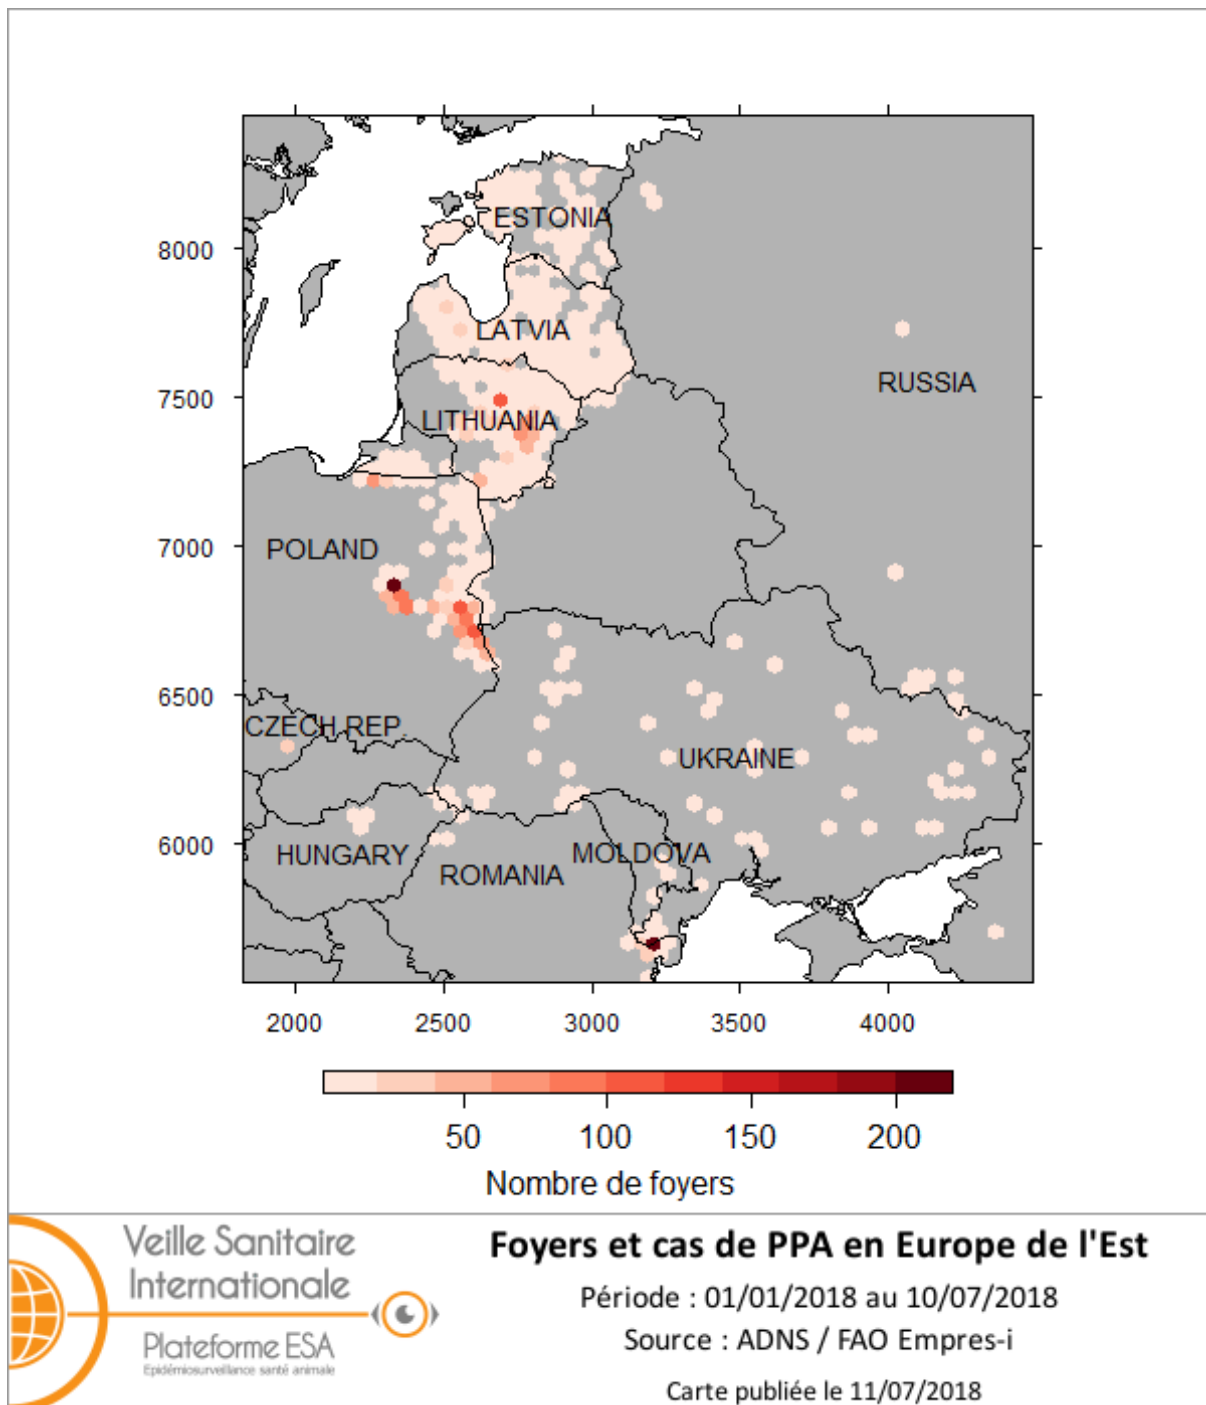 ESTONIA
8000
LATVIA
RUSSIA
7500
LITHUANIA
7000
POLAND
6500
CZECH REP.
UKRAINE
6000
HUNGARY
MOLDOVA
ROMANIA
2000 2500 3000 3500 4000
50 100 150 200
Nombre de foyers
Veille Sanitaire
Internationale
Plateforme ESA
Epidémiosurveillance santé animale
Foyers et cas de PPA en Europe de l'Est
Période : 01/01/2018 au 10/07/2018
Source : ADNS / FAO Empres-i
Carte publiée le 11/07/2018